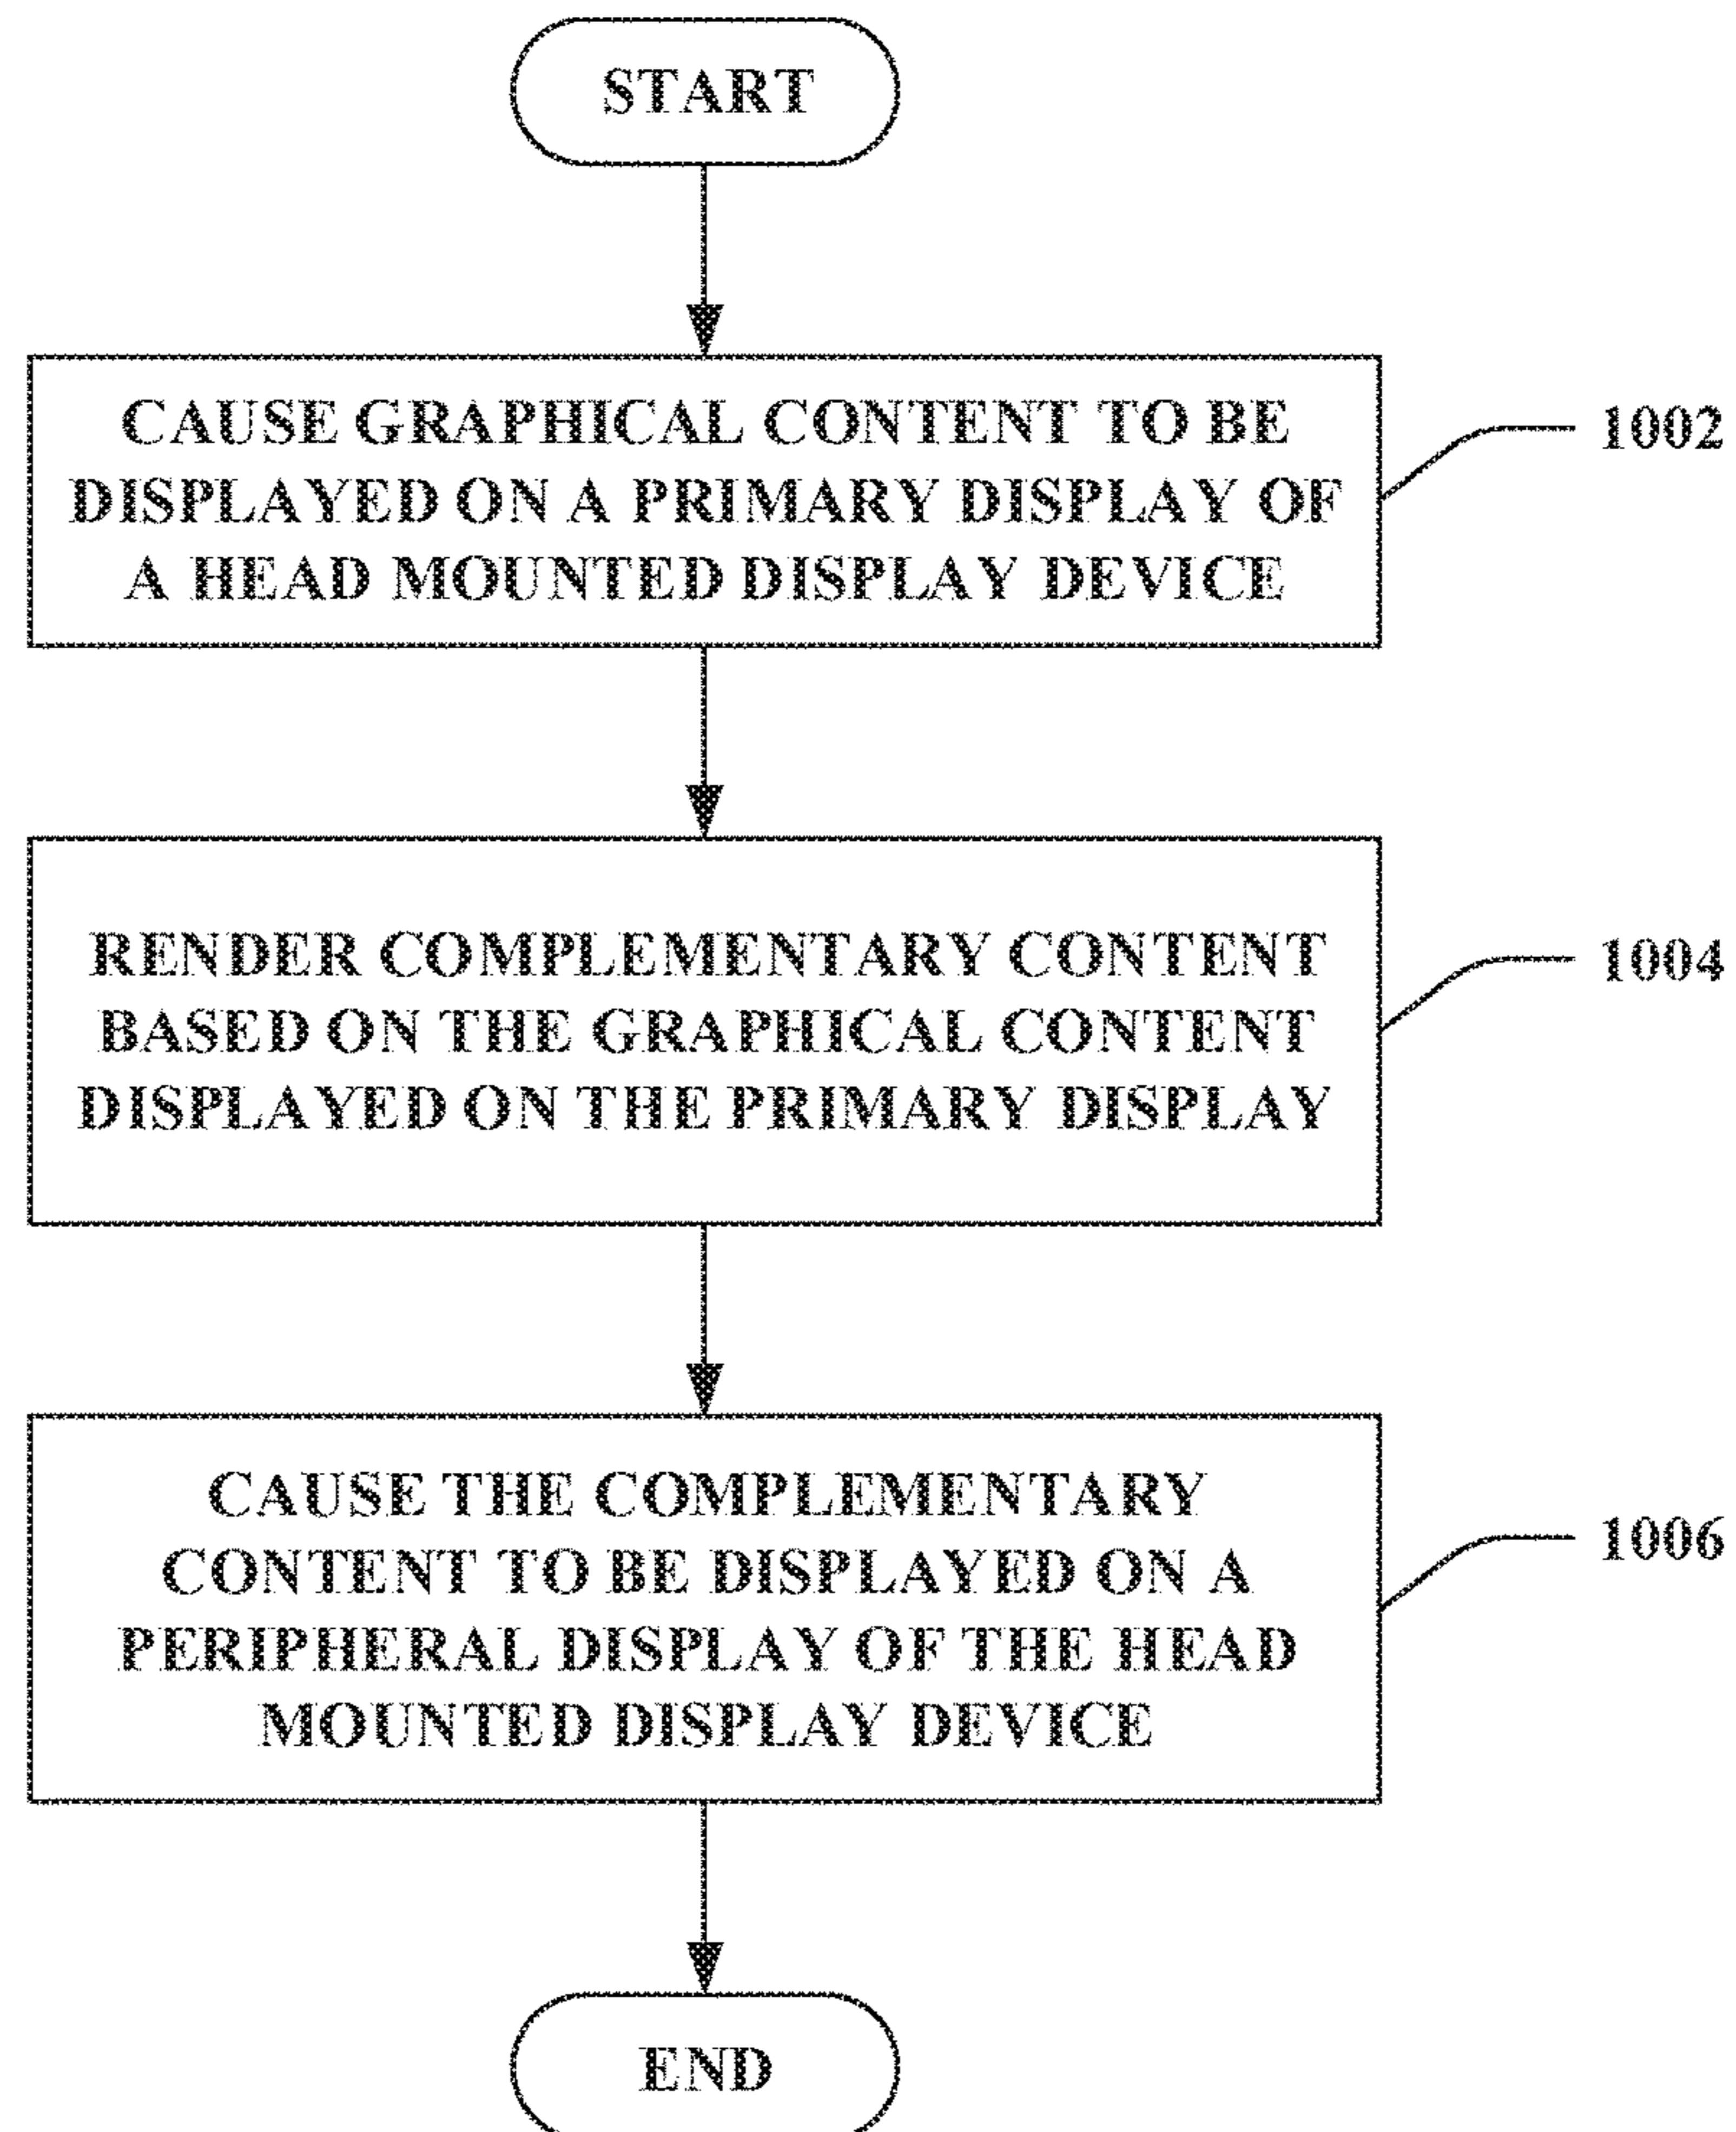 START
CAUSE GRAPHICAL CONTENT TO BE
DISPLAYED ON A PRIMARY DISPLAY OF
A HEAD MOUNTED DISPLAY DEVICE
1002
RENDER COMPLEMENTARY CONTENT
BASED ON THE GRAPHICAL CONTENT
DISPLAYED ON THE PRIMARY DISPLAY
1004
CAUSE THE COMPLEMENTARY
CONTENT TO BE DISPLAYED ON A
PERIPHERAL DISPLAY OF THE HEAD
MOUNTED DISPLAY DEVICE
1006
END